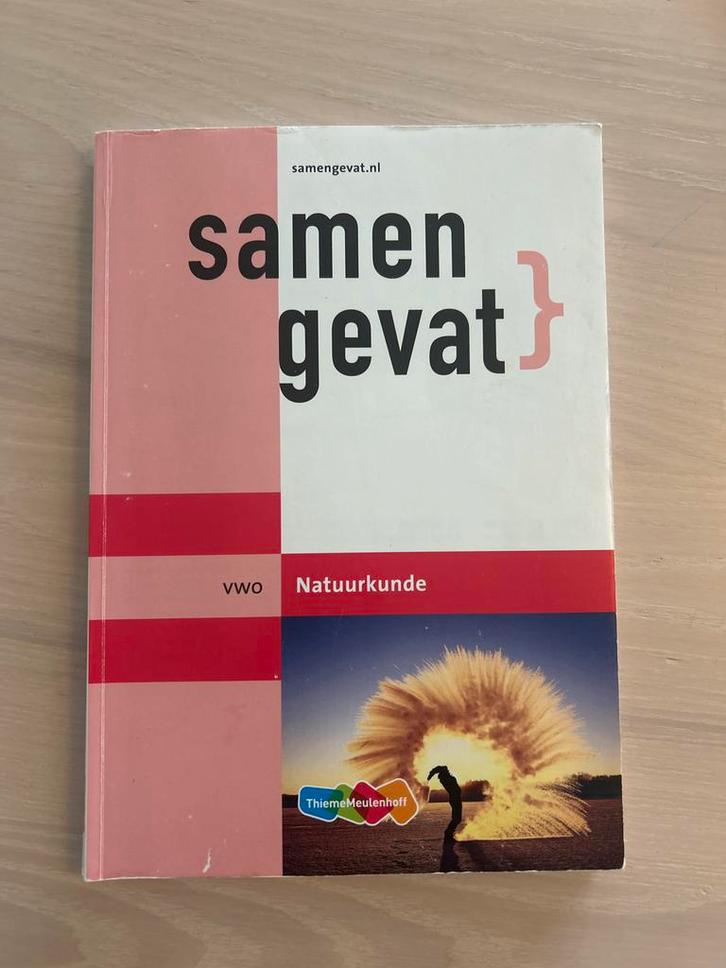 samengevat.nl
samen
gevat}
vwo
Natuurkunde
ThiemeMeulenhoff